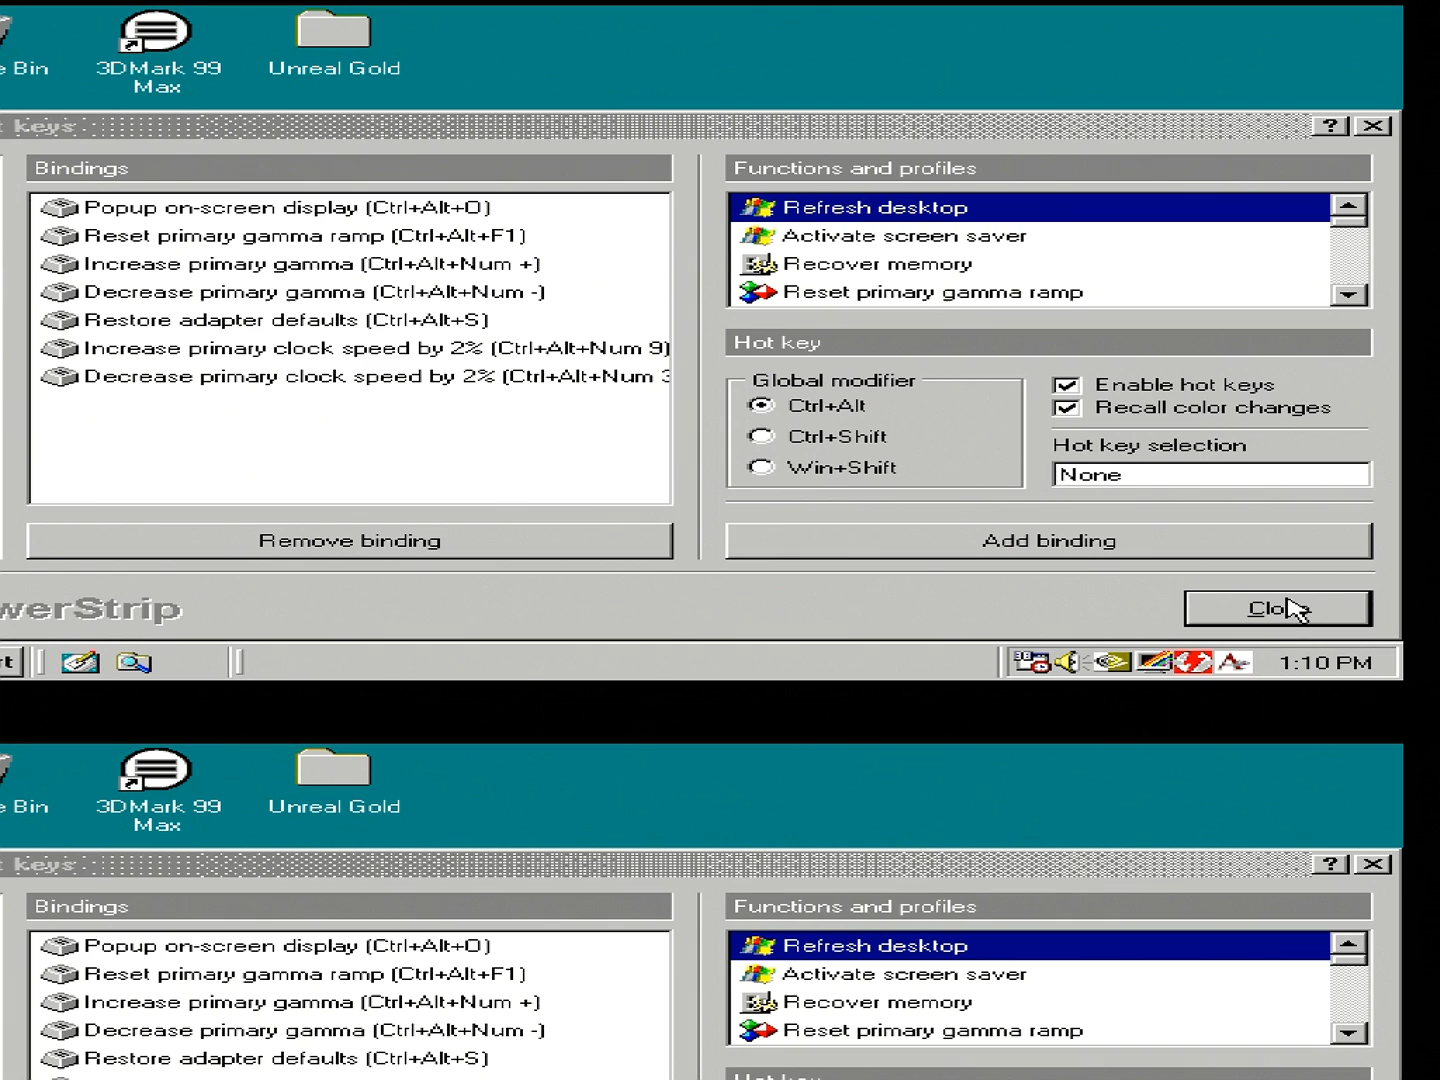 e Bin
3DMark 99
Max
Unreal Gold
t keys
?
Bindings
Popup on-screen display (Ctrl+Alt+O)
Reset primary gamma ramp (Ctrl+Alt+F1)
Increase primary gamma (Ctrl+Alt+Num +)
Decrease primary gamma (Ctrl+Alt+Num -)
Restore adapter defaults (Ctrl+Alt+S)
Increase primary clock speed by 2% (Ctrl+Alt+Num 9)
Decrease primary clock speed by 2% (Ctrl+Alt+Num 3
Remove binding
Functions and profiles
Refresh desktop
Activate screen saver
Recover memory
Reset primary gamma ramp
Hot key
Global modifier
Ctrl+Alt
Ctrl+Shift
Win+Shift
Enable hot keys
Recall color changes
Hot key selection
None
Add binding
werStrip
Close
rt
1:10 PM
e Bin
3DMark 99
Max
Unreal Gold
t keys
?
Bindings
Popup on-screen display (Ctrl+Alt+O)
Reset primary gamma ramp (Ctrl+Alt+F1)
Increase primary gamma (Ctrl+Alt+Num +)
Decrease primary gamma (Ctrl+Alt+Num -)
Restore adapter defaults (Ctrl+Alt+S)
Functions and profiles
Refresh desktop
Activate screen saver
Recover memory
Reset primary gamma ramp
Hot key